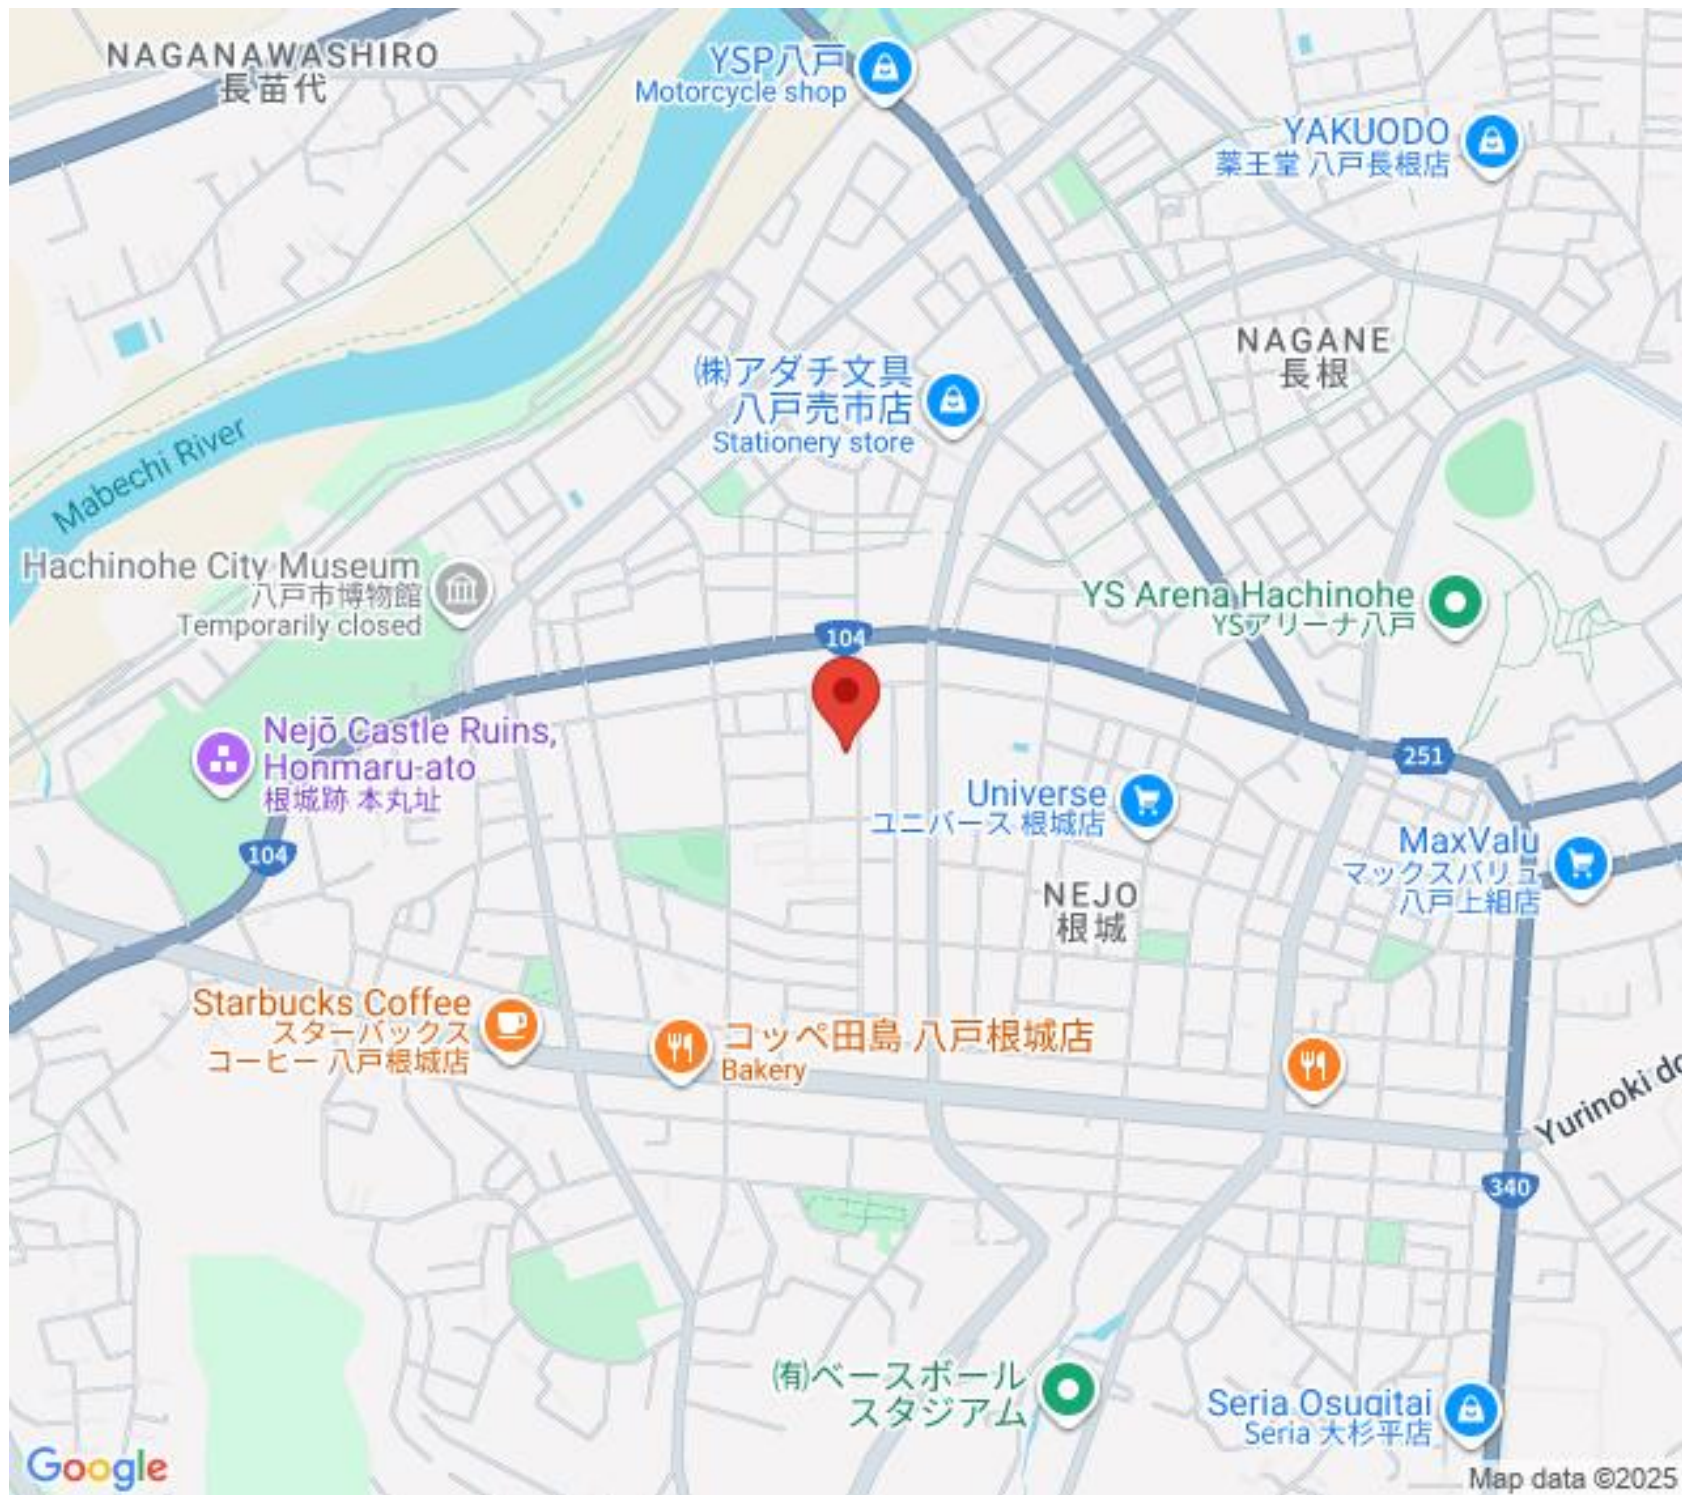 NAGANAWASHIRO
長苗代
YSP八戸
Motorcycle shop
YAKUODO
薬王堂 八戸長根店
NAGANE
長根
㈱アダチ文具
八戸売市店
Stationery store
Mabechi River
Hachinohe City Museum
八戸市博物館
Temporarily closed
YS Arena Hachinohe
YSアリーナ八戸
104
Nejō Castle Ruins,
Honmaru-ato
根城跡 本丸址
251
Universe
ユニバース 根城店
MaxValu
マックスバリュ
八戸上組店
104
NEJO
根城
Starbucks Coffee
スターバックス
コーヒー 八戸根城店
コッペ田島 八戸根城店
Bakery
Yurinoki do
340
㈲ベースボール
スタジアム
Seria Osugitai
Seria 大杉平店
Google
Map data ©2025